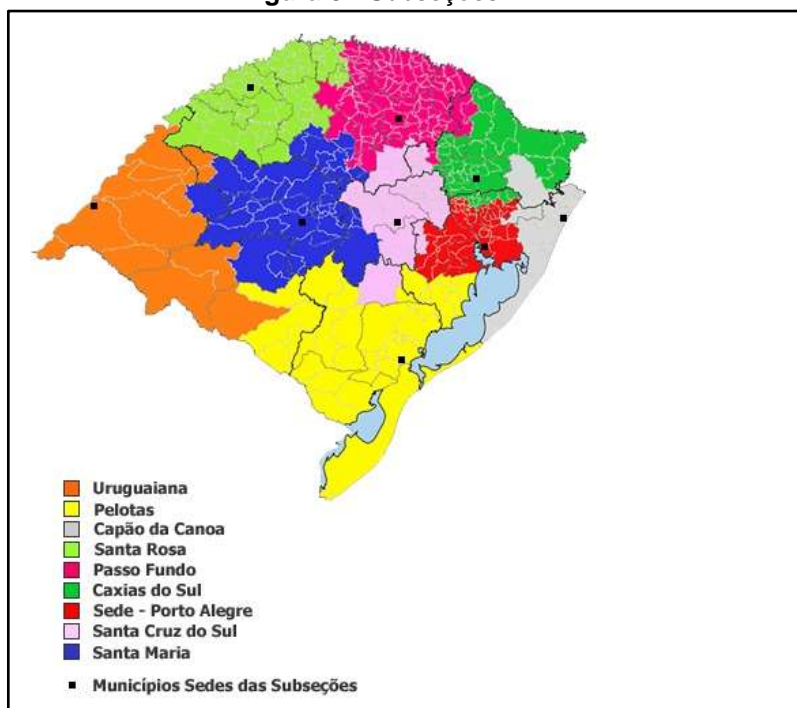 Uruguaiana
Pelotas
Capão da Canoa
Santa Rosa
Passo Fundo
Caxias do Sul
Sede - Porto Alegre
Santa Cruz do Sul
Santa Maria
Municípios Sedes das Subseções